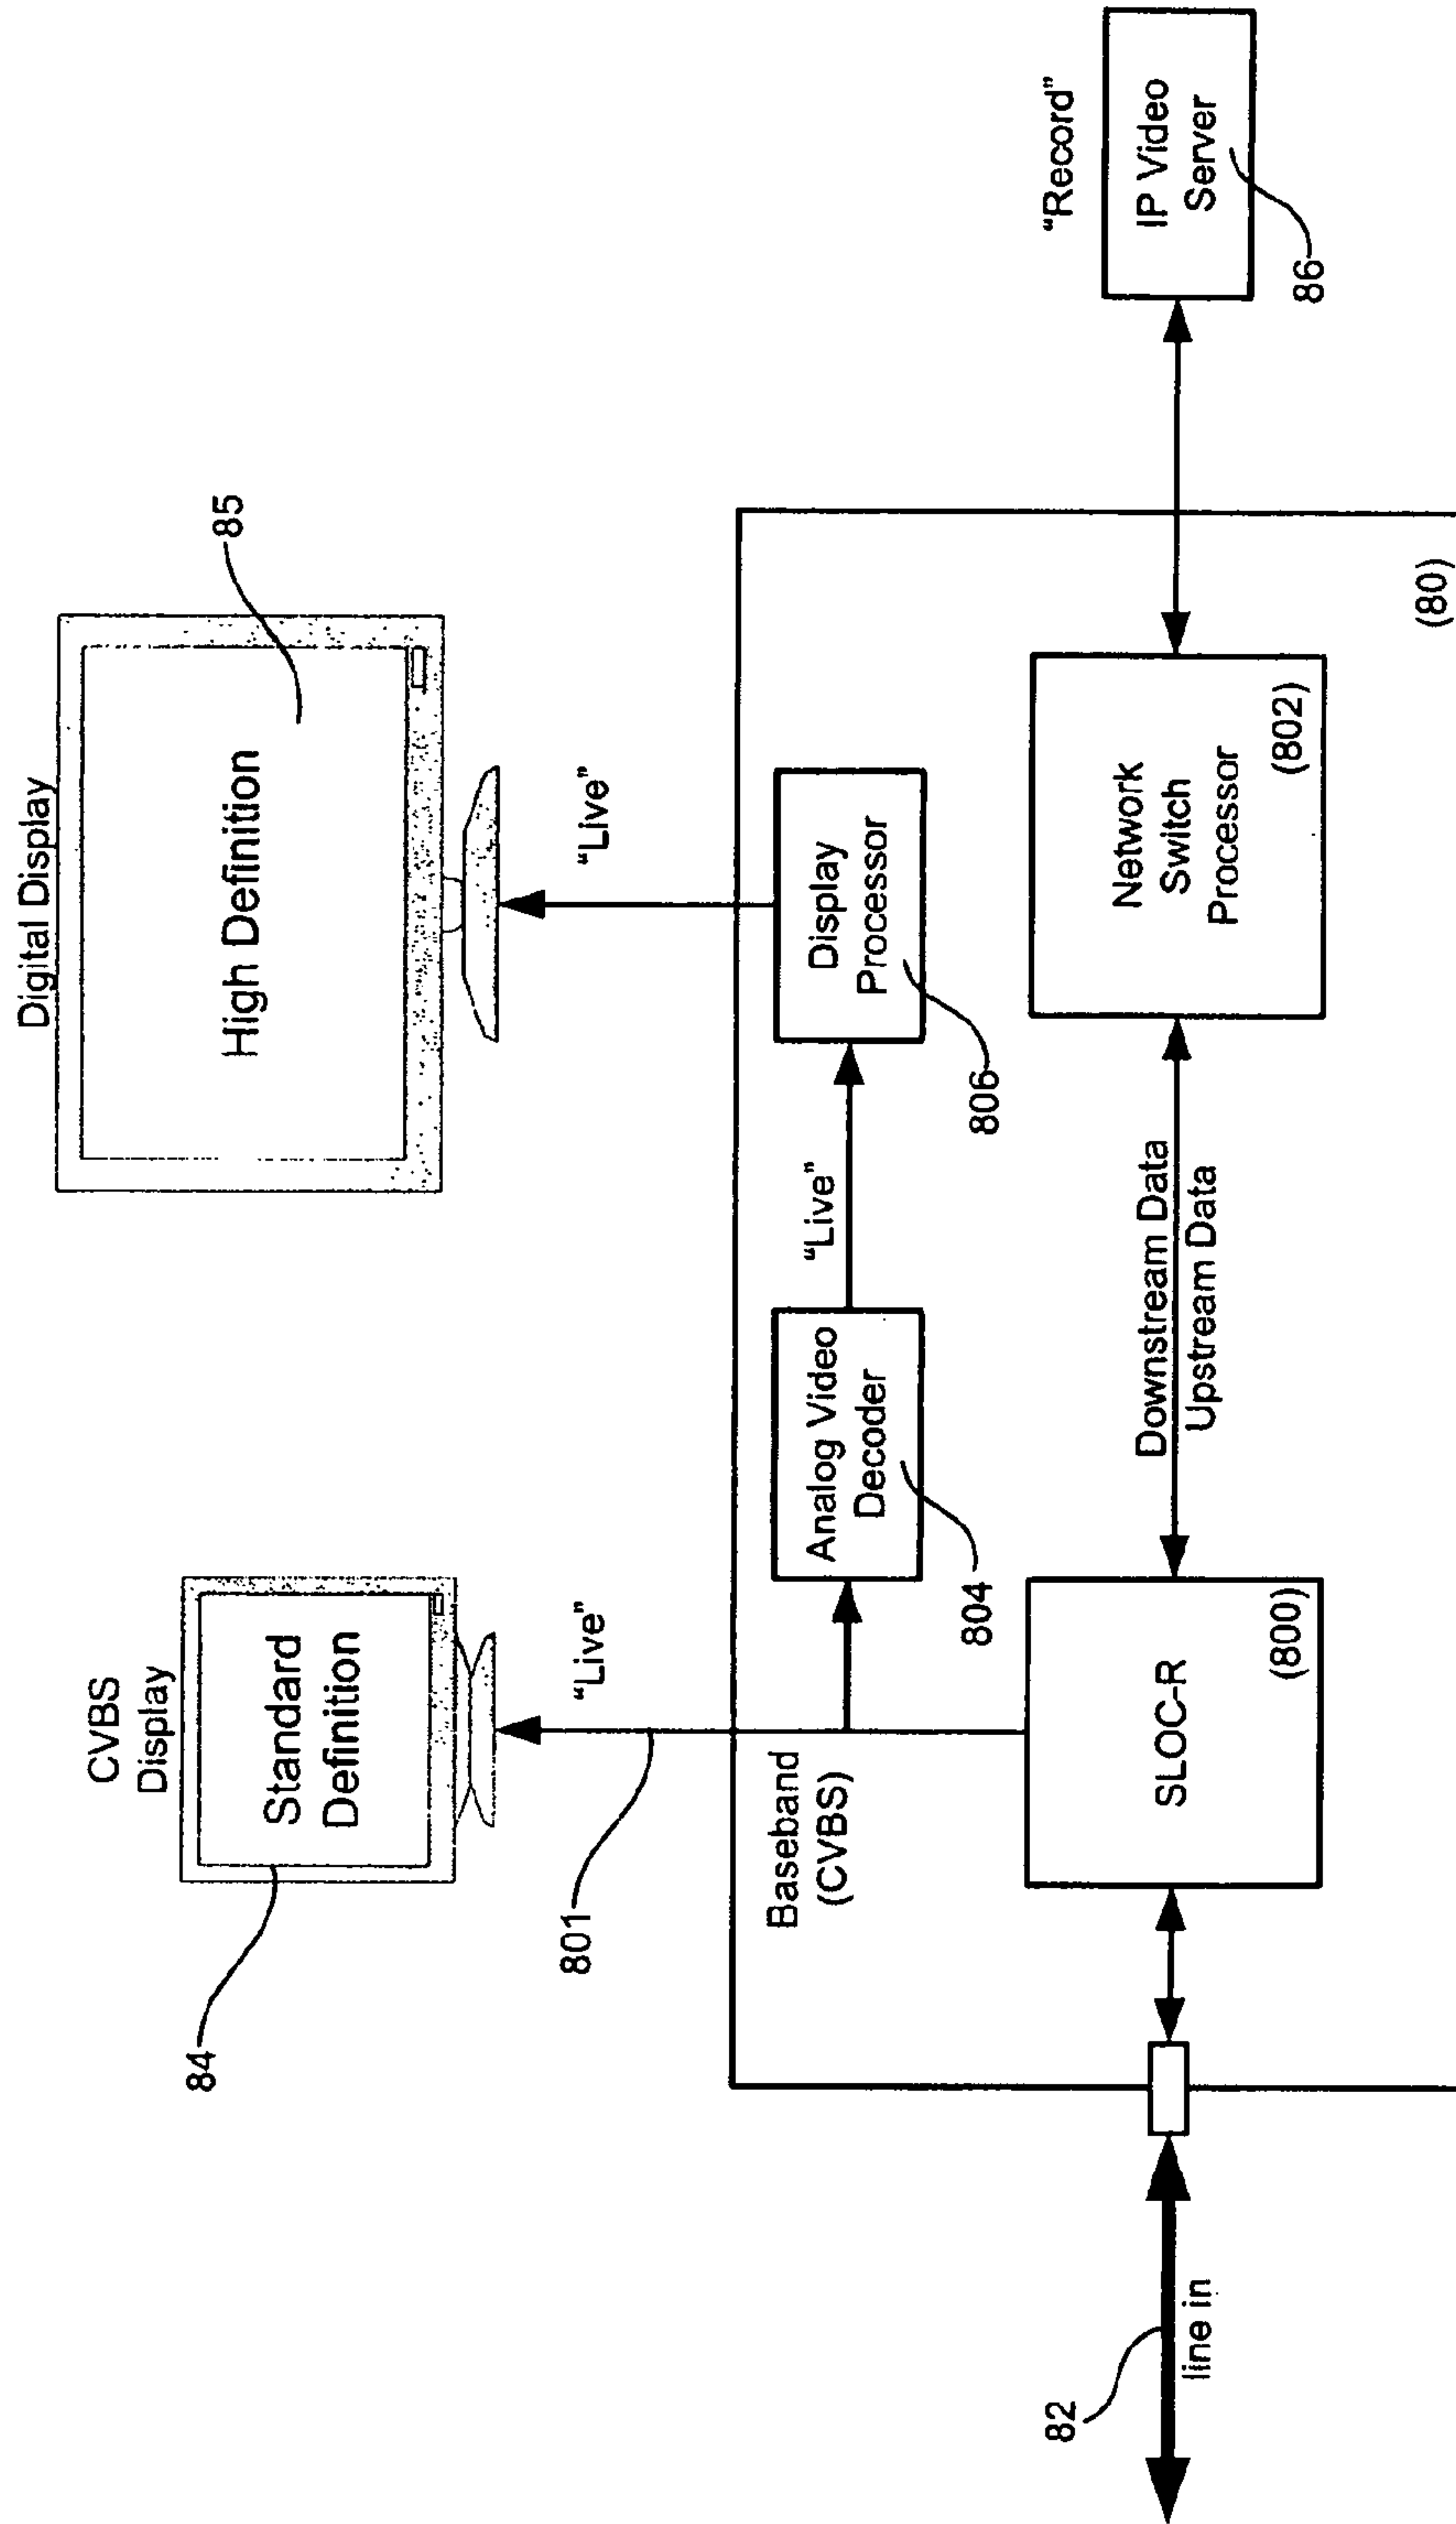 CVBS
Display
Standard
Definition
84
Digital Display
High Definition
85
801
"Live"
"Live"
Baseband
(CVBS)
Analog Video
Decoder
804
"Live"
Display
Processor
806
82
line in
SLOC-R
(800)
Downstream Data
Upstream Data
Network
Switch
Processor
(802)
(80)
“Record”
IP Video
Server
86